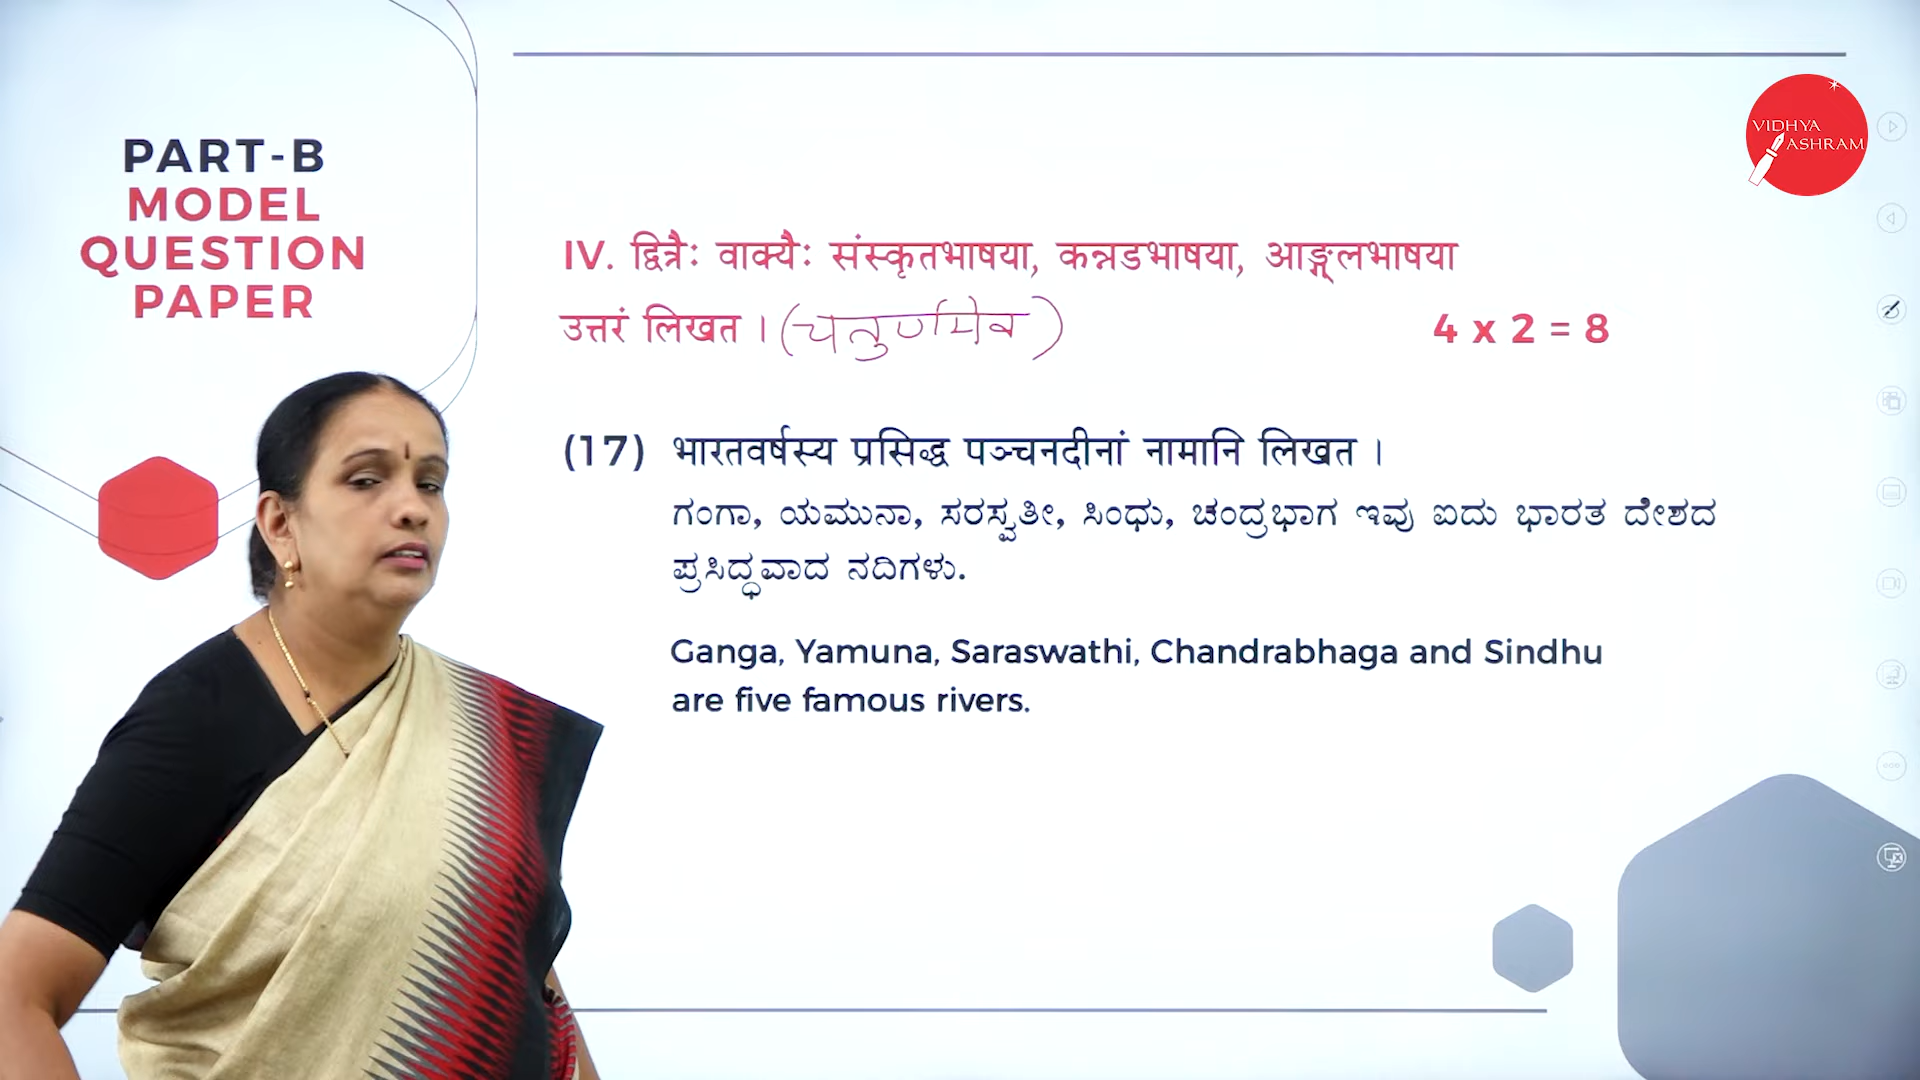 PART-B
MODEL
QUESTION
PAPER
VIDHYA
ASHRAM
IV. द्वित्रैः वाक्यैः संस्कृतभाषया, कन्नडभाषया, आङ्ग्लभाषया
उत्तरं लिखत । (चतुर्णामेव) 4 x 2 = 8
(17) भारतवर्षस्य प्रसिद्ध पञ्चनदीनां नामानि लिखत ।
ಗಂಗಾ, ಯಮುನಾ, ಸರಸ್ವತೀ, ಸಿಂಧು, ಚಂದ್ರಭಾಗ ಇವು ಐದು ಭಾರತ ದೇಶದ
ಪ್ರಸಿದ್ಧವಾದ ನದಿಗಳು.
Ganga, Yamuna, Saraswathi, Chandrabhaga and Sindhu
are five famous rivers.